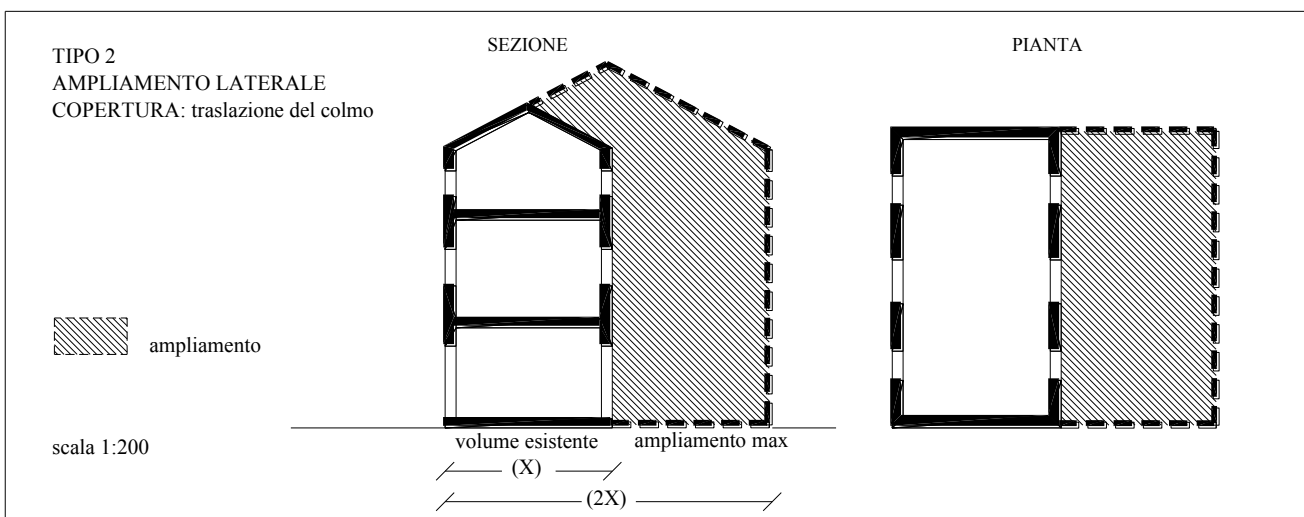 TIPO 2
AMPLIAMENTO LATERALE
COPERTURA: traslazione del colmo
SEZIONE
PIANTA
ampliamento
scala 1:200
volume esistente
ampliamento max
(X)
(2X)